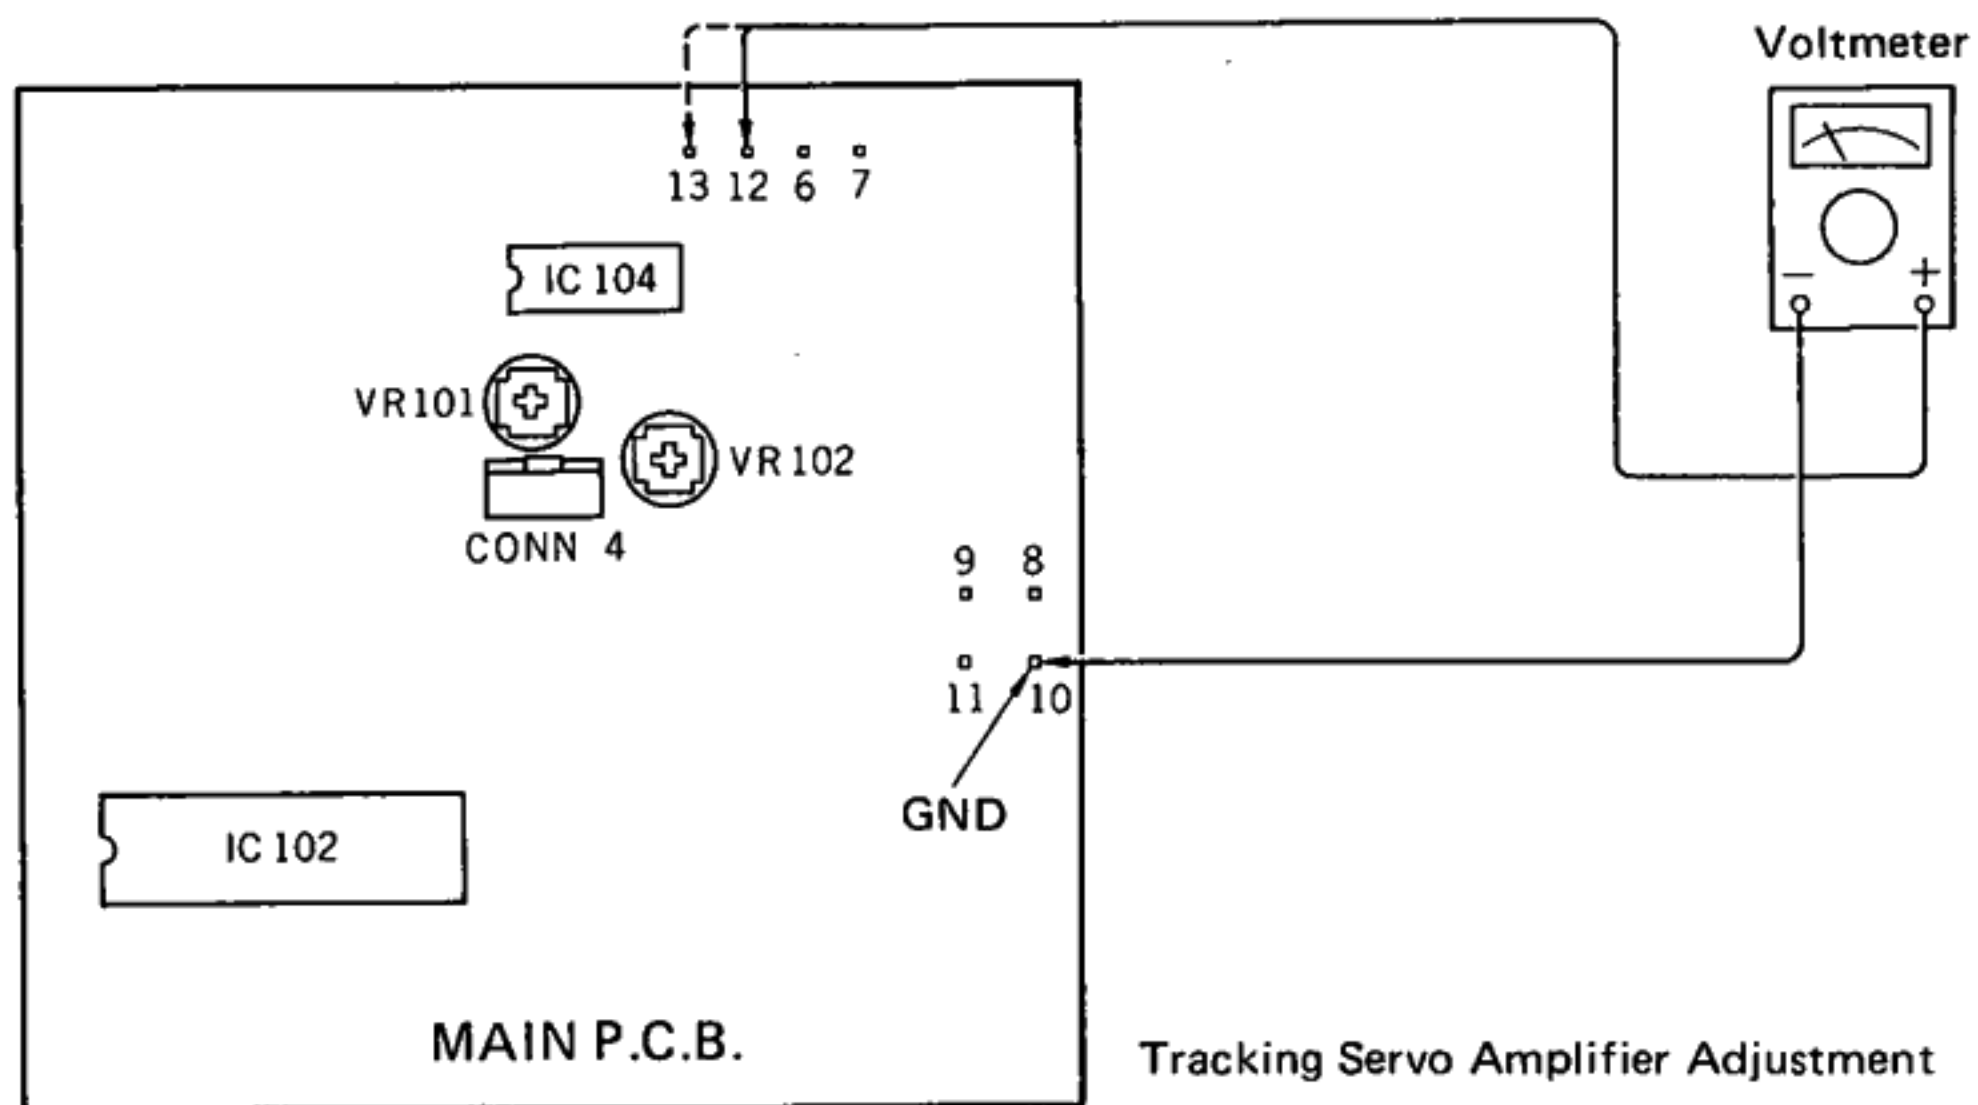 Voltmeter
13 12 6 7
IC 104
− +
VR101
VR 102
CONN 4
9 8
11 10
GND
IC 102
MAIN P.C.B.
Tracking Servo Amplifier Adjustment